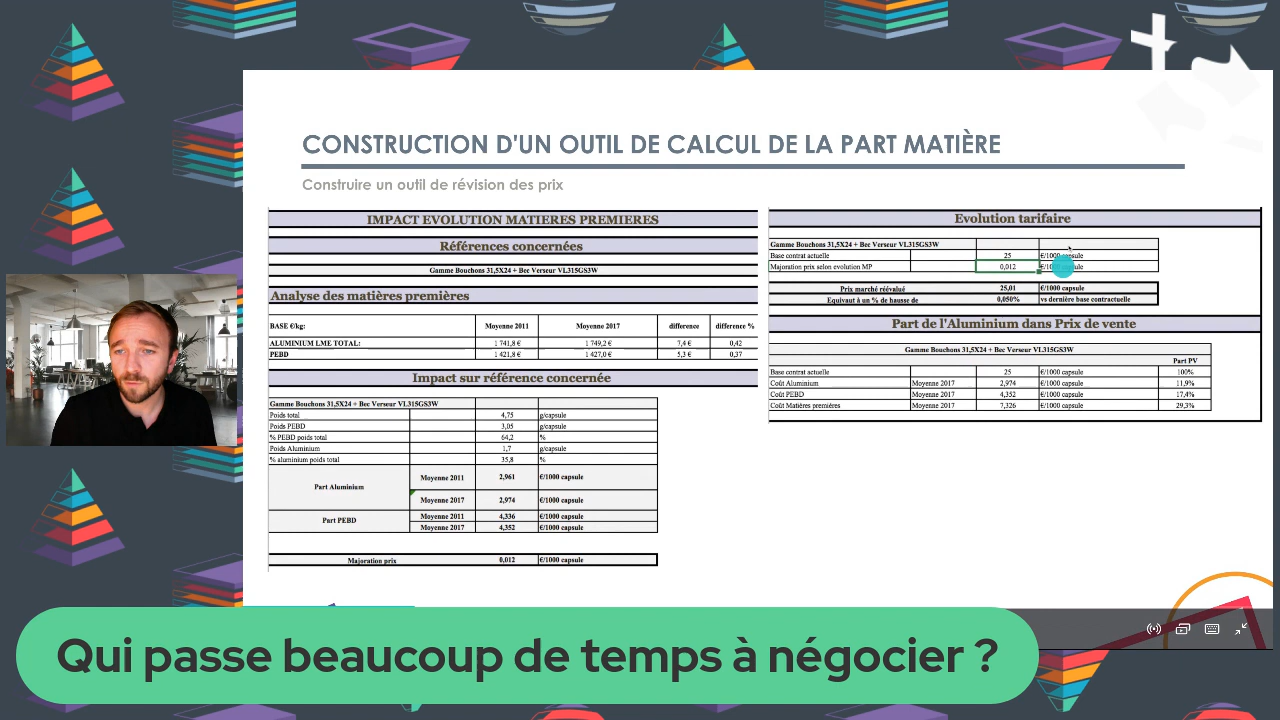 CONSTRUCTION D'UN OUTIL DE CALCUL DE LA PART MATIÈRE
Construire un outil de révision des prix
IMPACT EVOLUTION MATIERES PREMIERES
Références concernées
Gamme Bouchons 31,5X24 + Bec Verseur VL315GS3W
Analyse des matières premières
BASE €/kg: Moyenne 2011 Moyenne 2017 difference difference %
ALUMINIUM LME TOTAL: 1 741,8 € 1 749,2 € 7,4 € 0,42
PEBD 1 421,8 € 1 427,0 € 5,3 € 0,37
Impact sur référence concernée
Gamme Bouchons 31,5X24 + Bec Verseur VL315GS3W
Poids total 4,75 g/capsule
Poids PEBD 3,05 g/capsule
% PEBD poids total 64,2 %
Poids Aluminium 1,7 g/capsule
% aluminium poids total 35,8 %
Part Aluminium Moyenne 2011 2,961 €/1000 capsule
Moyenne 2017 2,974 €/1000 capsule
Part PEBD Moyenne 2011 4,336 €/1000 capsule
Moyenne 2017 4,352 €/1000 capsule
Majoration prix 0,012 €/1000 capsule
Evolution tarifaire
Gamme Bouchons 31,5X24 + Bec Verseur VL315GS3W
Base contrat actuelle 25 €/1000 capsule
Majoration prix selon evolution MP 0,012 €/1000 capsule
Prix marché réévalué 25,01 €/1000 capsule
Equivaut à un % de hausse de 0,050% vs dernière base contractuelle
Part de l'Aluminium dans Prix de vente
Gamme Bouchons 31,5X24 + Bec Verseur VL315GS3W
Part PV
Base contrat actuelle 25 €/1000 capsule 100%
Coût Aluminium Moyenne 2017 2,974 €/1000 capsule 11,9%
Coût PEBD Moyenne 2017 4,352 €/1000 capsule 17,4%
Coût Matières premières 7,326 €/1000 capsule 29,3%
Qui passe beaucoup de temps à négocier ?